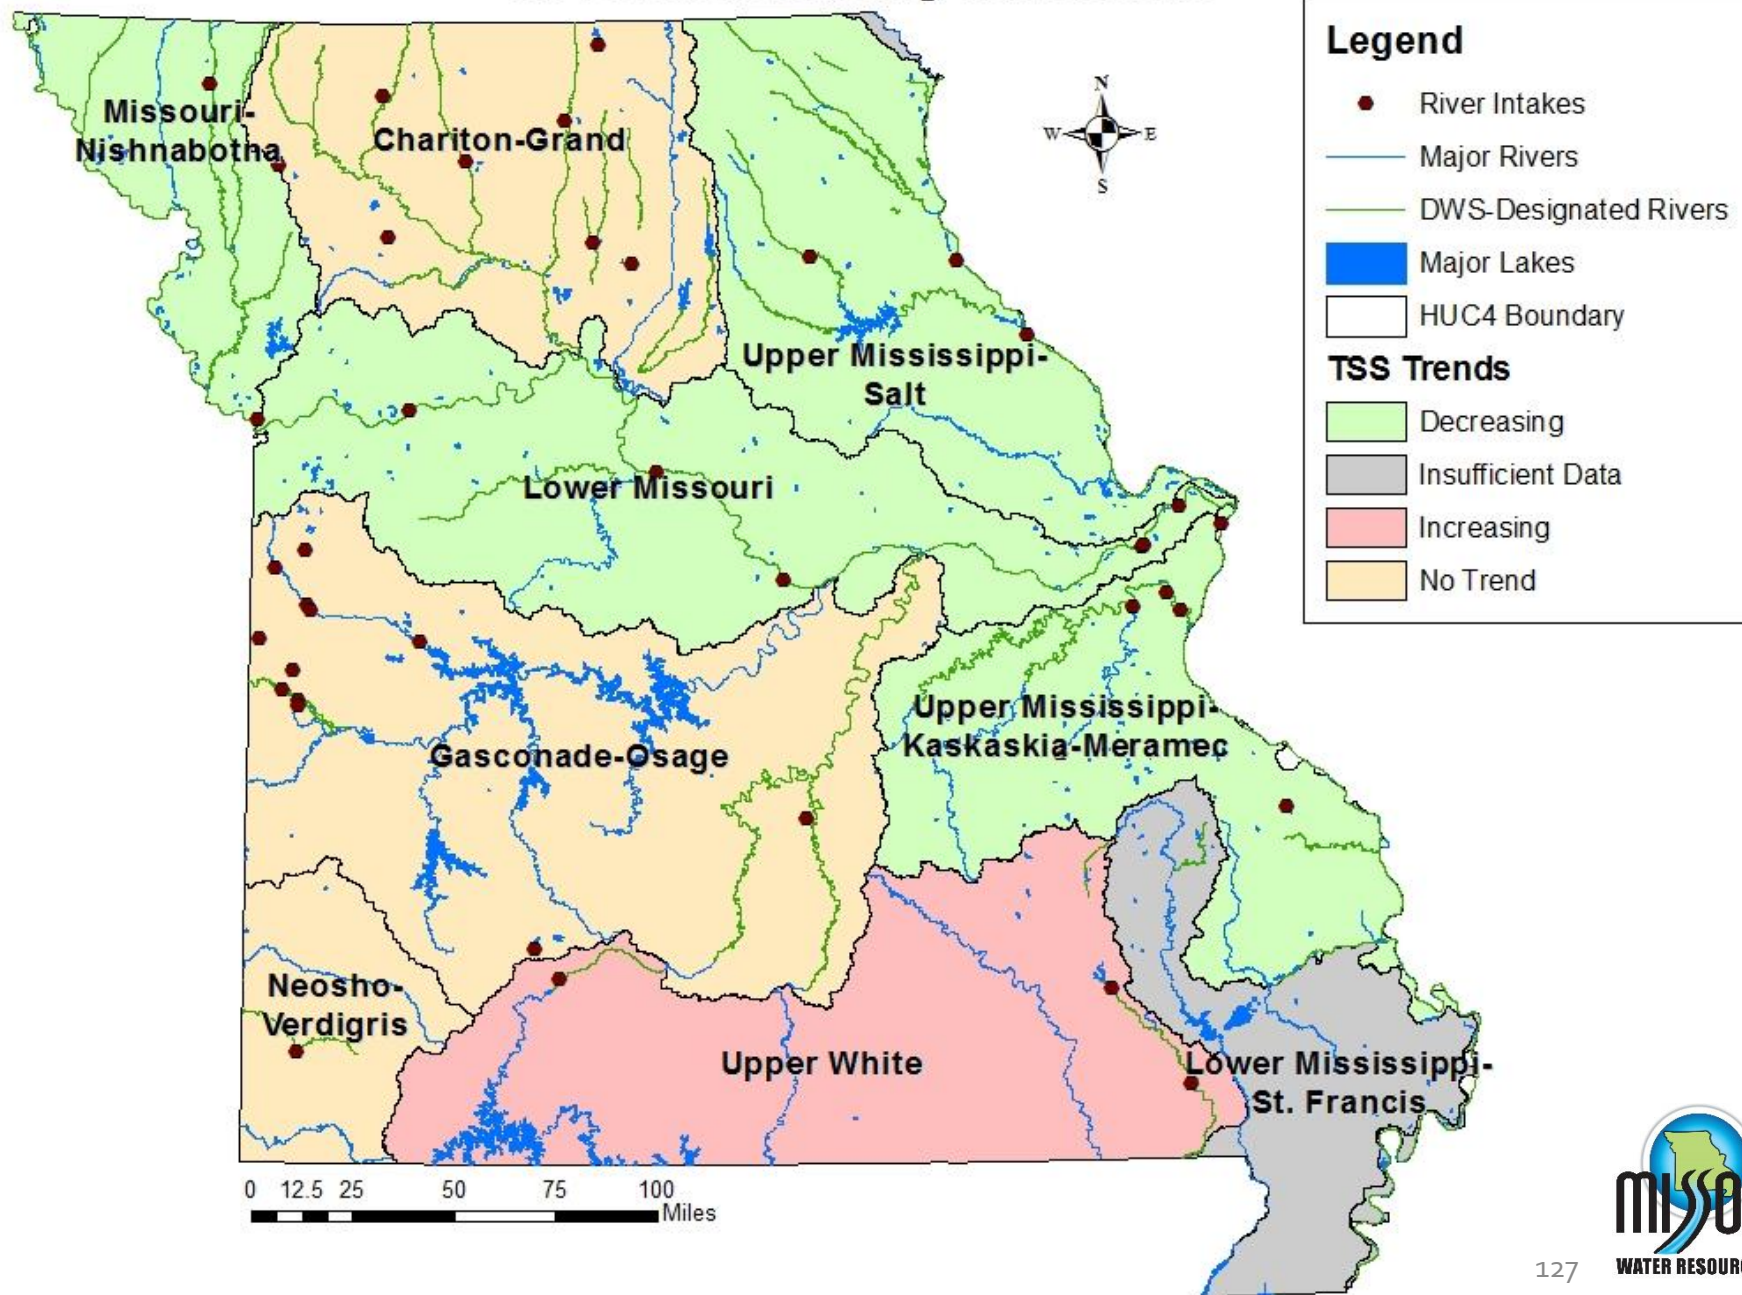 Legend
River Intakes
Major Rivers
DWS-Designated Rivers
Major Lakes
HUC4 Boundary
TSS Trends
Decreasing
Insufficient Data
Increasing
No Trend
N
W E
S
Missouri-
Nishnabotna
Chariton-Grand
Upper Mississippi-
Salt
Lower Missouri
Gasconade-Osage
Upper Mississippi-
Kaskaskia-Meramec
Neosho-
Verdigris
Upper White
Lower Mississippi-
St. Francis
0 12.5 25 50 75 100
Miles
127
MISSO
WATER RESOUR